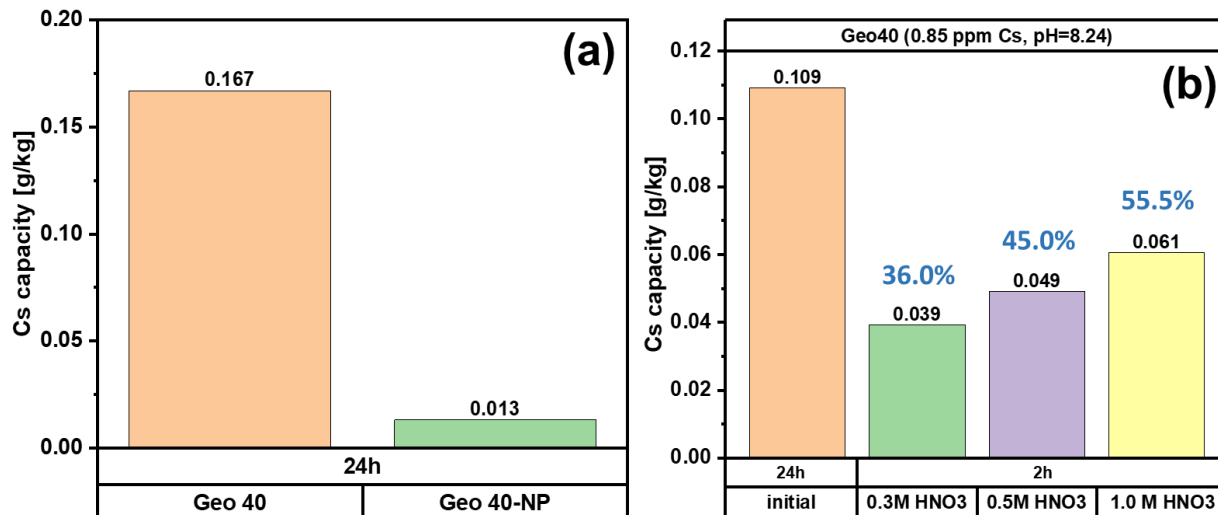 (a)
Cs capacity [g/kg]
0.20
0.15
0.10
0.05
0.00
0.167
0.013
24h
Geo 40 Geo 40-NP
Geo40 (0.85 ppm Cs, pH=8.24)
(b)
Cs capacity [g/kg]
0.12
0.10
0.08
0.06
0.04
0.02
0.00
0.109
36.0%
0.039
45.0%
0.049
55.5%
0.061
24h 2h
initial 0.3M HNO3 0.5M HNO3 1.0 M HNO3